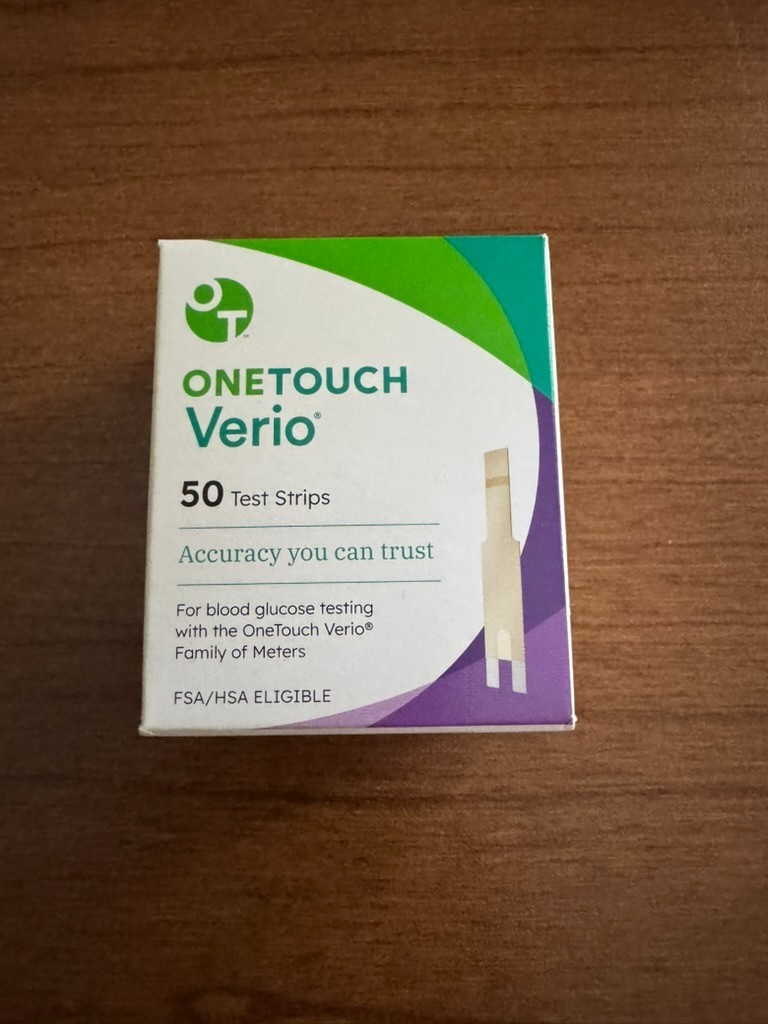 OT™
ONETOUCH
Verio®
50 Test Strips
Accuracy you can trust
For blood glucose testing
with the OneTouch Verio®
Family of Meters
FSA/HSA ELIGIBLE